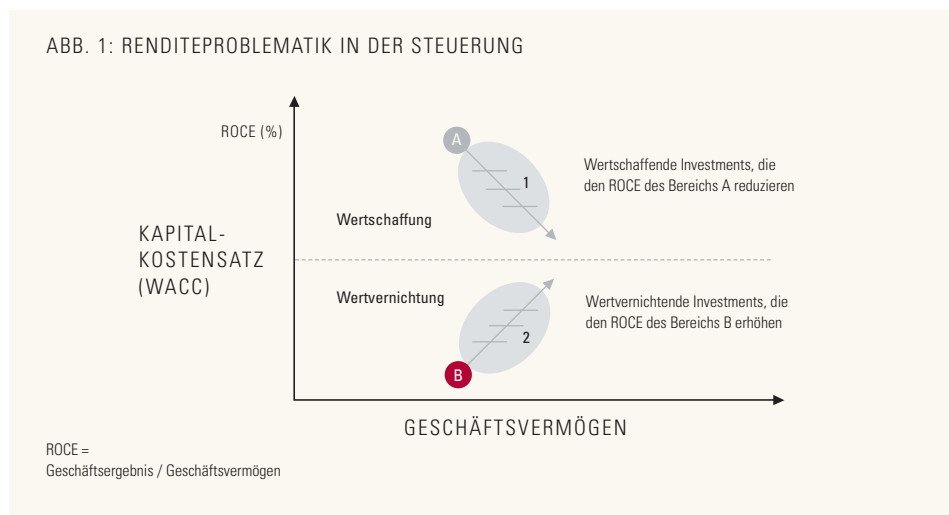 ABB. 1: RENDITEPROBLEMATIK IN DER STEUERUNG
ROCE (%)
A
1
Wertschaffende Investments, die
den ROCE des Bereichs A reduzieren
Wertschaffung
KAPITAL-
KOSTENSATZ
(WACC)
Wertvernichtung
Wertvernichtende Investments, die
den ROCE des Bereichs B erhöhen
2
B
GESCHÄFTSVERMÖGEN
ROCE =
Geschäftsergebnis / Geschäftsvermögen